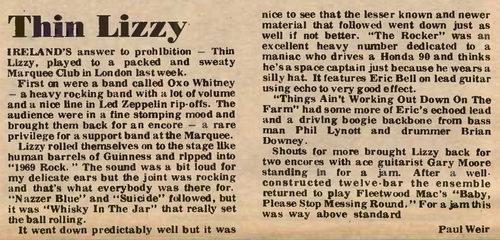 Thin Lizzy
IRELAND'S answer to prohibition — Thin
Lizzy, played to a packed and sweaty
Marquee Club in London last week.
First on were a band called Oxo Whitney
— a heavy rocking band with a lot of volume
and a nice line in Led Zeppelin rip-offs. The
audience were in a fine stomping mood and
brought them back for an encore — a rare
privilege for a support band at the Marquee.
Lizzy rolled themselves on to the stage like
human barrels of Guinness and ripped into
"1969 Rock." The sound was a bit loud for
my delicate ears but the joint was rocking
and that's what everybody was there for.
"Nazzer Blue" and "Suicide" followed, but
it was "Whisky In The Jar" that really set
the ball rolling.
It went down predictably well but it was
nice to see that the lesser known and newer
material that followed went down just as
well if not better. "The Rocker" was an
excellent heavy number dedicated to a
maniac who drives a Honda 90 and thinks
he's a space captain just because he wears a
silly hat. It features Eric Bell on lead guitar
using echo to very good effect.
"Things Ain't Working Out Down On The
Farm" had some more of Eric's echoed lead
and a driving boogie backbone from bass
man Phil Lynott and drummer Brian
Downey.
Shouts for more brought Lizzy back for
two encores with ace guitarist Gary Moore
standing in for a jam. After a well-
constructed twelve-bar the ensemble
returned to play Fleetwood Mac's "Baby,
Please Stop Messing Round." For a jam this
was way above standard
Paul Weir